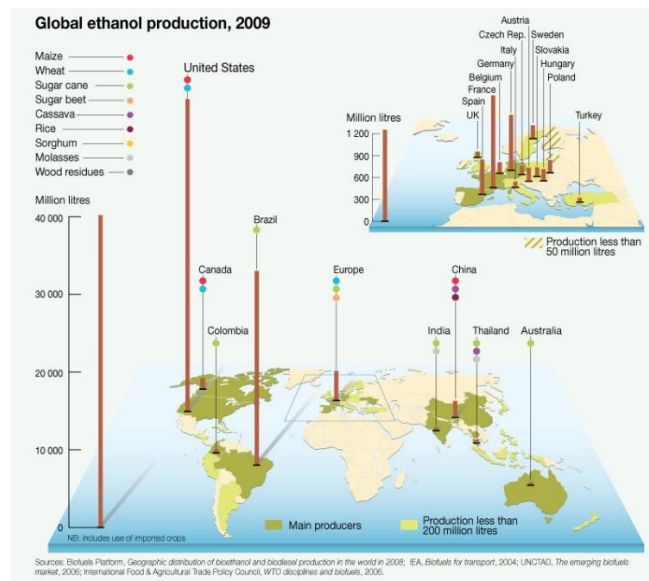 Global ethanol production, 2009
Maize
Wheat
Sugar cane
Sugar beet
Cassava
Rice
Sorghum
Molasses
Wood residues
Million litres
40 000
30 000
20 000
10 000
0
United States
Canada
Colombia
Brazil
Europe
China
India
Thailand
Australia
Million litres
1 200
900
600
300
0
UK
Spain
France
Belgium
Germany
Italy
Czech Rep.
Austria
Sweden
Slovakia
Hungary
Poland
Turkey
Production less than
50 million litres
NB: includes use of imported crops
Main producers
Production less than
200 million litres
Sources: Biofuels Platform, Geographic distribution of bioethanol and biodiesel production in the world in 2008; IEA, Biofuels for transport, 2004; UNCTAD, The emerging biofuels
market, 2006; International Food & Agricultural Trade Policy Council, WTO disciplines and biofuels, 2006.